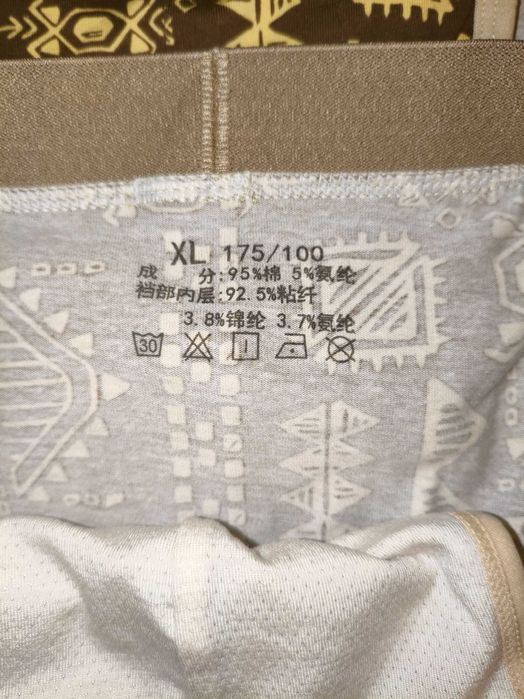 XL 175/100
成 分:95%棉 5%氨纶
裆部内层:92.5%粘纤
3.8%锦纶 3.7%氨纶
30